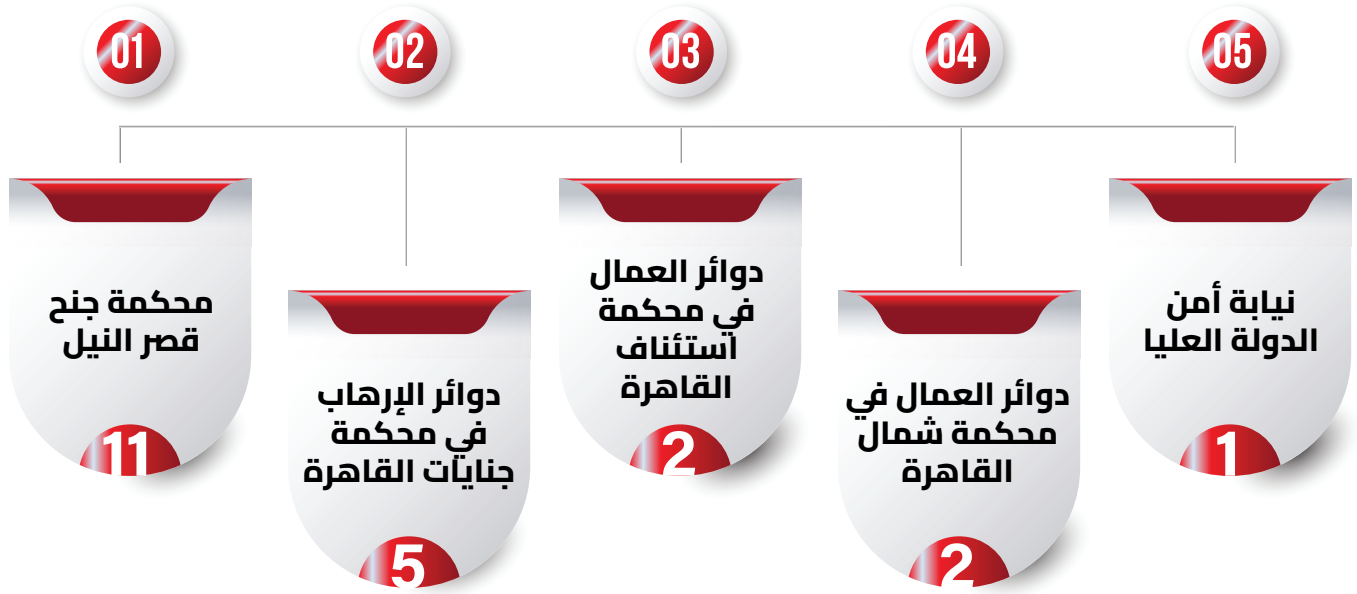 01
02
03
04
05
محكمة جنح
قصر النيل
11
دوائر الإرهاب
في محكمة
جنايات القاهرة
5
دوائر العمال
في محكمة
استئناف
القاهرة
2
دوائر العمال في
محكمة شمال
القاهرة
2
نيابة أمن
الدولة العليا
1